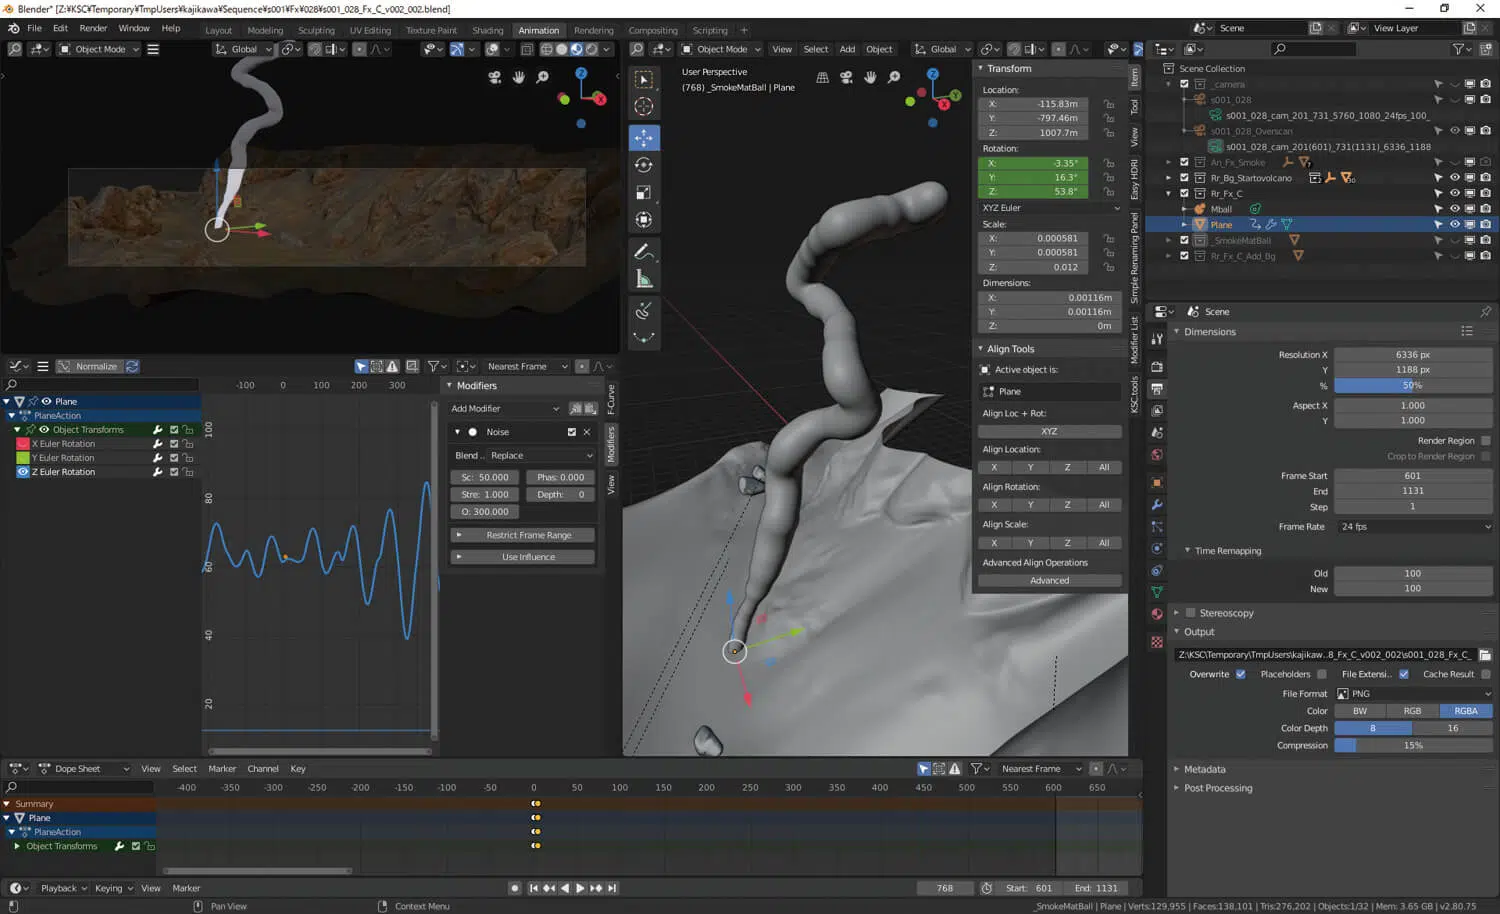 Blender* [Z:¥KSC¥Temporary¥TmpUsers¥kajikawa¥Sequence¥s001¥Fx¥028¥s001_028_Fx_C_v002_002.blend]
File Edit Render Window Help
Layout Modeling Sculpting UV Editing Texture Paint Shading Animation Rendering Compositing Scripting +
Scene
View Layer
Object Mode
Global
Object Mode View Select Add Object
Global
User Perspective
(768) _SmokeMatBall | Plane
Transform
Location:
X: -115.83m
Y: -797.46m
Z: 1007.7m
Rotation:
X: -3.35°
Y: 16.3°
Z: 53.8°
XYZ Euler
Scale:
X: 0.000581
Y: 0.000581
Z: 0.012
Dimensions:
X: 0.00116m
Y: 0.00116m
Z: 0m
Align Tools
Active object is:
Plane
Align Loc + Rot:
XYZ
Align Location:
X Y Z All
Align Rotation:
X Y Z All
Align Scale:
X Y Z All
Advanced Align Operations
Advanced
Item
Tool
View
Easy HDRI
Simple Renaming Panel
Modifier List
KSC.tools
Scene Collection
_camera
s001_028
s001_028_cam_201_731_5760_1080_24fps_100_
s001_028_Overscan
s001_028_cam_201(601)_731(1131)_6336_1188
An_Fx_Smoke
Rr_Bg_Startovolcano
Rr_Fx_C
Mball
Plane
_SmokeMatBall
Rr_Fx_C_Add_Bg
Scene
Dimensions
Resolution X 6336 px
Y 1188 px
% 50%
Aspect X 1.000
Y 1.000
Render Region
Crop to Render Region
Frame Start 601
End 1131
Step 1
Frame Rate 24 fps
Time Remapping
Old 100
New 100
Stereoscopy
Output
Z:\KSC\Temporary\TmpUsers\kajikaw...8_Fx_C_v002_002\s001_028_Fx_C_
Overwrite Placeholders File Extensi.. Cache Result
File Format PNG
Color BW RGB RGBA
Color Depth 8 16
Compression 15%
Metadata
Post Processing
Normalize
Nearest Frame
-100 0 100 200 300
100
80
60
40
20
Plane
PlaneAction
Object Transforms
X Euler Rotation
Y Euler Rotation
Z Euler Rotation
Modifiers
Add Modifier
Noise
Blend .. Replace
Sc: 50.000 Phas: 0.000
Stre: 1.000 Depth: 0
O: 300.000
Restrict Frame Range
Use Influence
F-Curve
Modifiers
View
Dope Sheet View Select Marker Channel Key
Nearest Frame
-400 -350 -300 -250 -200 -150 -100 -50 0 50 100 150 200 250 300 350 400 450 500 550 600 650
Summary
Plane
PlaneAction
Object Transforms
Playback Keying View Marker
768 Start: 601 End: 1131
Pan View
Context Menu
_SmokeMatBall | Plane | Verts:129,955 | Faces:138,101 | Tris:276,202 | Objects:1/32 | Mem: 3.65 GB | v2.80.75